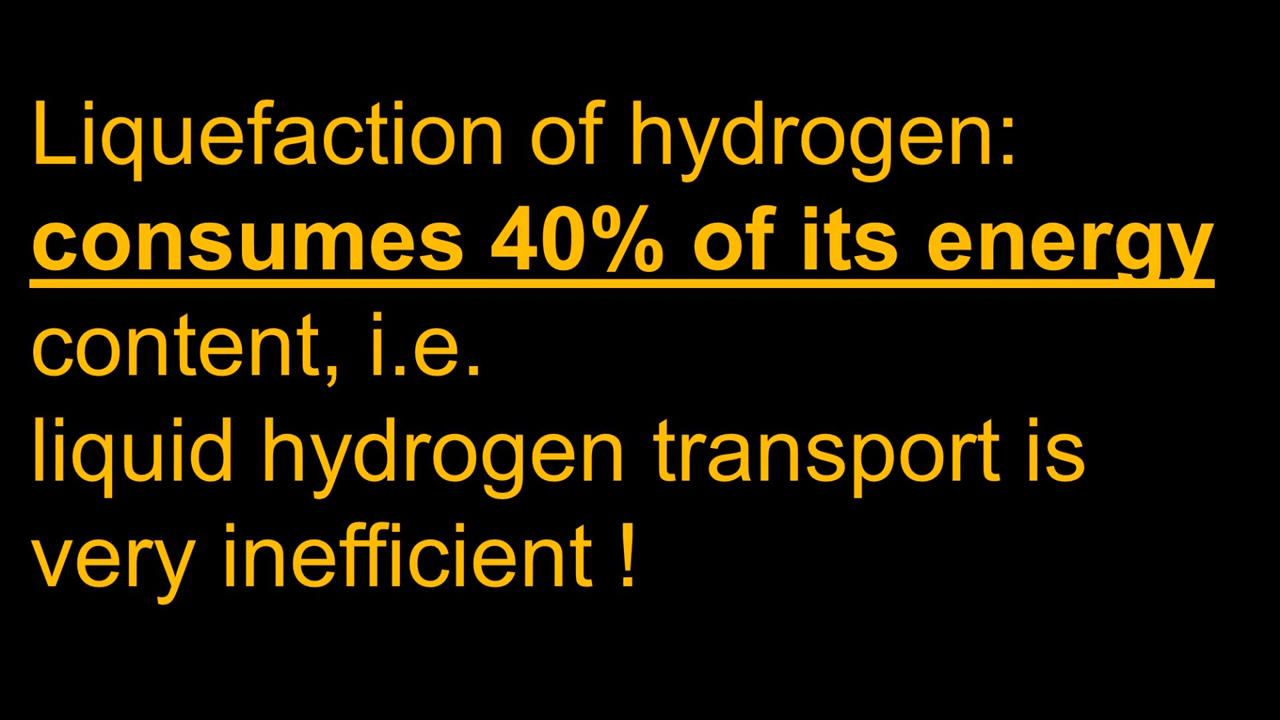 Liquefaction of hydrogen:
consumes 40% of its energy
content, i.e.
liquid hydrogen transport is
very inefficient !